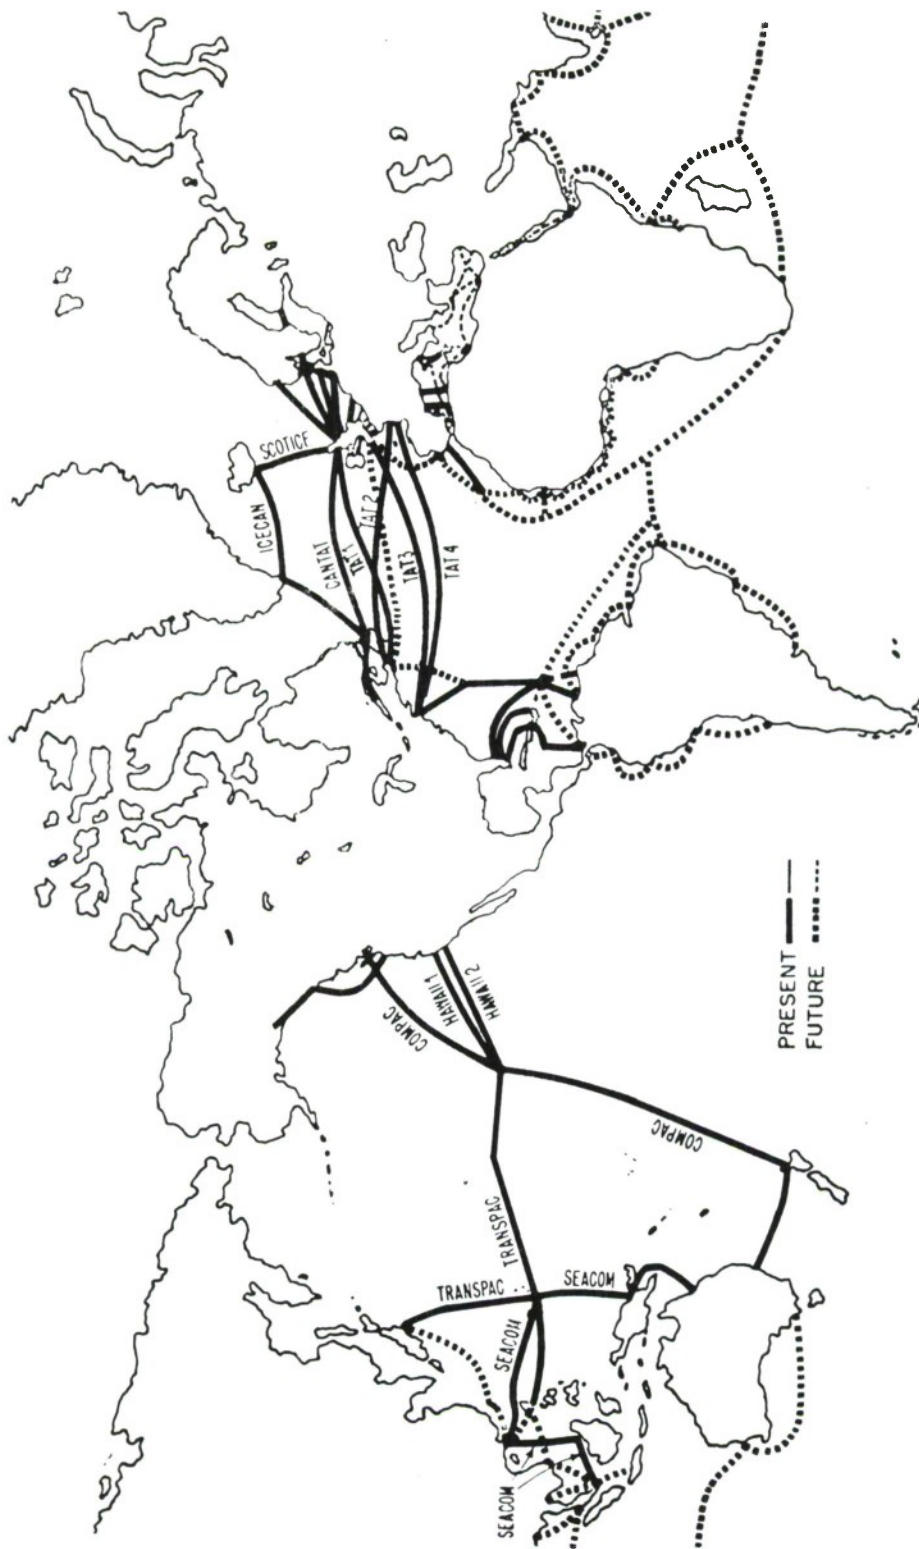 SCOTICE
ICECAN
CANTAT
TAT 1
TAT 2
TAT 3
TAT 4
COMPAC
HAWAII 1
HAWAII 2
COMPAC
TRANSPAC
TRANSPAC
SEACOM
SEACOM
SEACOM
PRESENT
FUTURE